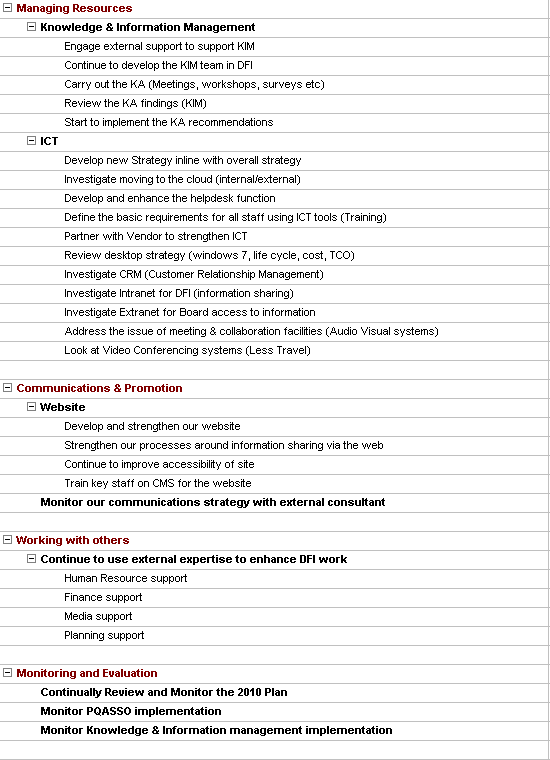 Managing Resources
Knowledge & Information Management
Engage external support to support KIM
Continue to develop the KIM team in DFI
Carry out the KA (Meetings, workshops, surveys etc)
Review the KA findings (KIM)
Start to implement the KA recommendations
ICT
Develop new Strategy inline with overall strategy
Investigate moving to the cloud (internal/external)
Develop and enhance the helpdesk function
Define the basic requirements for all staff using ICT tools (Training)
Partner with Vendor to strengthen ICT
Review desktop strategy (windows 7, life cycle, cost, TCO)
Investigate CRM (Customer Relationship Management)
Investigate Intranet for DFI (information sharing)
Investigate Extranet for Board access to information
Address the issue of meeting & collaboration facilities (Audio Visual systems)
Look at Video Conferencing systems (Less Travel)
Communications & Promotion
Website
Develop and strengthen our website
Strengthen our processes around information sharing via the web
Continue to improve accessibility of site
Train key staff on CMS for the website
Monitor our communications strategy with external consultant
Working with others
Continue to use external expertise to enhance DFI work
Human Resource support
Finance support
Media support
Planning support
Monitoring and Evaluation
Continually Review and Monitor the 2010 Plan
Monitor PQASSO implementation
Monitor Knowledge & Information management implementation